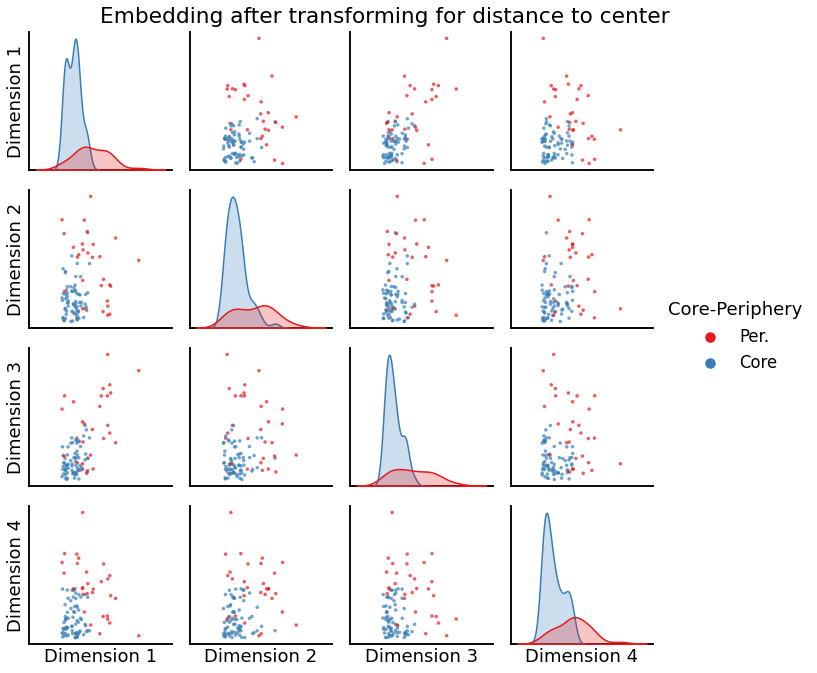 Embedding after transforming for distance to center
Dimension 1
Dimension 2
Dimension 3
Dimension 4
Core-Periphery
Per.
Core
Dimension 1
Dimension 2
Dimension 3
Dimension 4